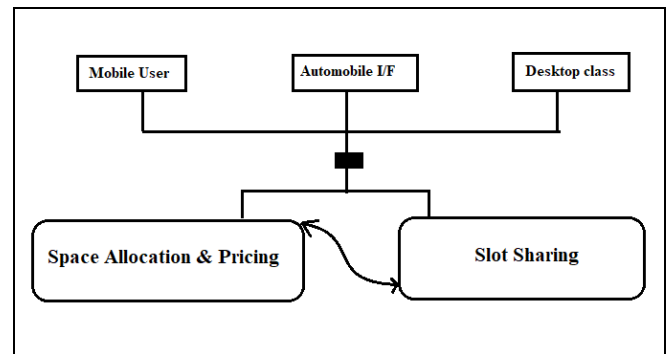 Mobile User
Automobile I/F
Desktop class
Space Allocation & Pricing
Slot Sharing